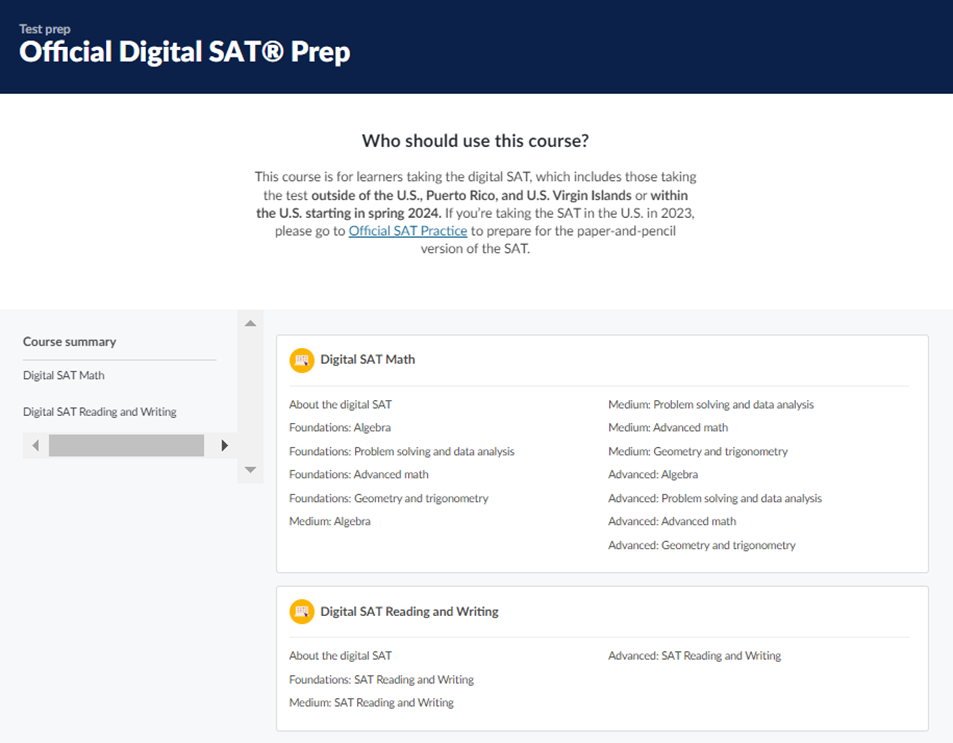 Test prep
Official Digital SAT® Prep
Who should use this course?
This course is for learners taking the digital SAT, which includes those taking
the test outside of the U.S., Puerto Rico, and U.S. Virgin Islands or within
the U.S. starting in spring 2024. If you're taking the SAT in the U.S. in 2023,
please go to Official SAT Practice to prepare for the paper-and-pencil
version of the SAT.
Course summary
Digital SAT Math
Digital SAT Reading and Writing
Digital SAT Math
About the digital SAT
Foundations: Algebra
Foundations: Problem solving and data analysis
Foundations: Advanced math
Foundations: Geometry and trigonometry
Medium: Algebra
Medium: Problem solving and data analysis
Medium: Advanced math
Medium: Geometry and trigonometry
Advanced: Algebra
Advanced: Problem solving and data analysis
Advanced: Advanced math
Advanced: Geometry and trigonometry
Digital SAT Reading and Writing
About the digital SAT
Foundations: SAT Reading and Writing
Medium: SAT Reading and Writing
Advanced: SAT Reading and Writing